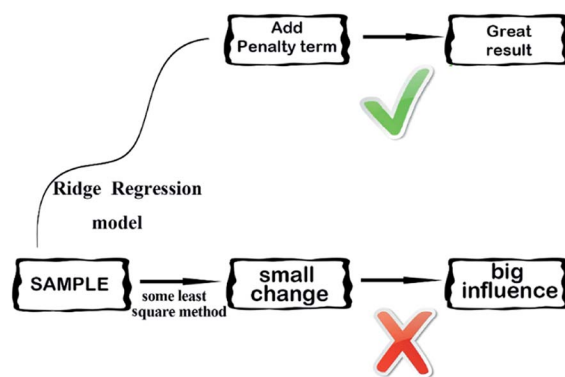 Add
Penalty term
Great
result
Ridge Regression
model
SAMPLE
some least
square method
small
change
big
influence